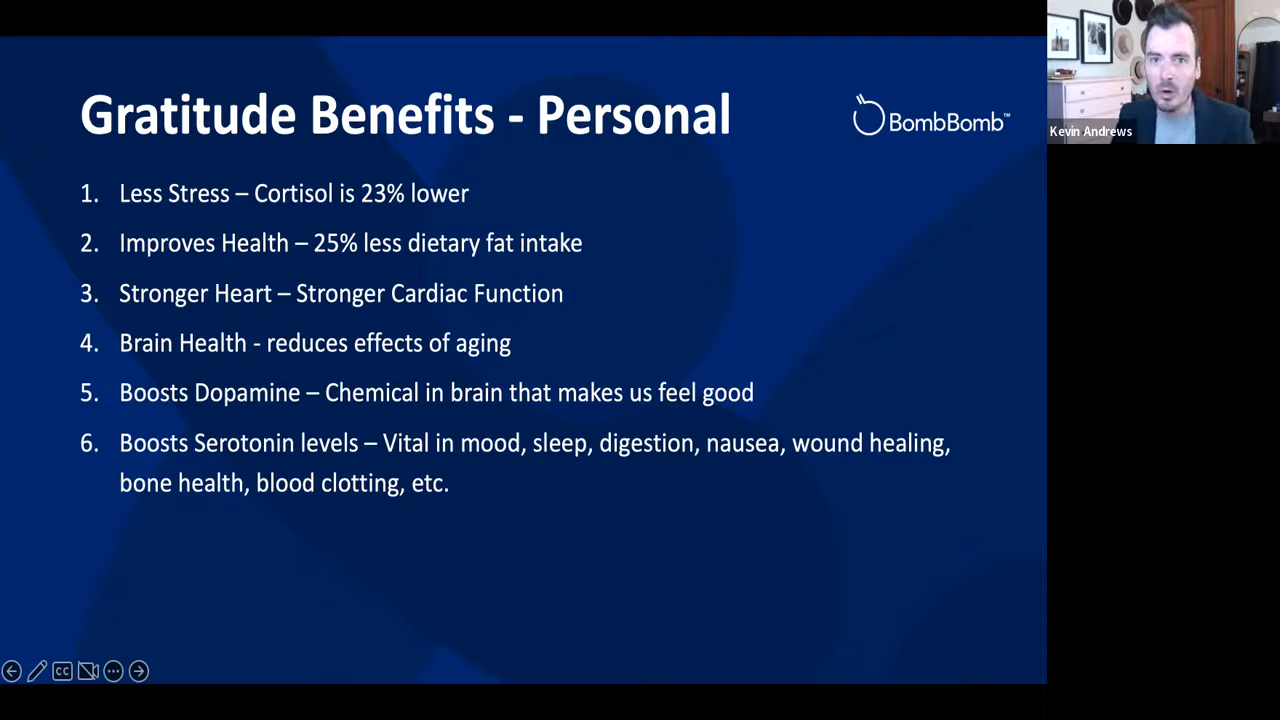 Gratitude Benefits - Personal
BombBomb™
1. Less Stress – Cortisol is 23% lower
2. Improves Health – 25% less dietary fat intake
3. Stronger Heart – Stronger Cardiac Function
4. Brain Health - reduces effects of aging
5. Boosts Dopamine – Chemical in brain that makes us feel good
6. Boosts Serotonin levels – Vital in mood, sleep, digestion, nausea, wound healing,
bone health, blood clotting, etc.
Kevin Andrews
CC